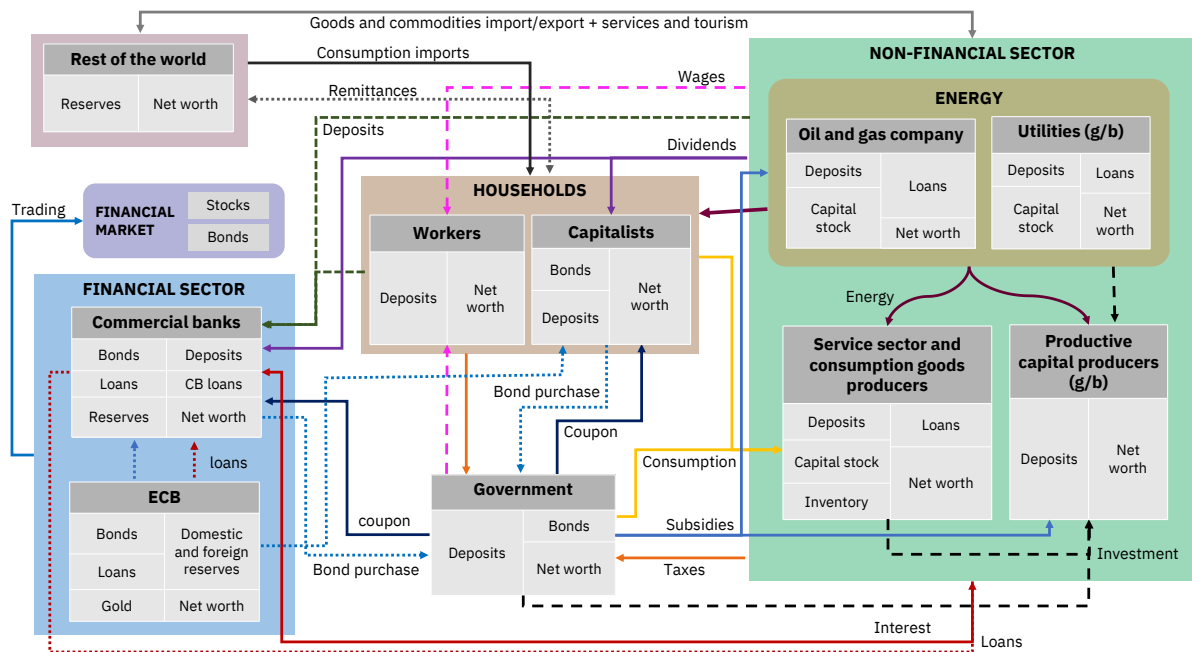 Goods and commodities import/export + services and tourism
Rest of the world
Reserves
Net worth
Consumption imports
Remittances
Deposits
Wages
Dividends
NON-FINANCIAL SECTOR
ENERGY
Oil and gas company
Deposits
Capital
stock
Loans
Net worth
Utilities (g/b)
Deposits
Capital
stock
Loans
Net
worth
Trading
FINANCIAL
MARKET
Stocks
Bonds
HOUSEHOLDS
Workers
Deposits
Net
worth
Capitalists
Bonds
Deposits
Net
worth
FINANCIAL SECTOR
Commercial banks
Bonds
Deposits
Loans
CB loans
Reserves
Net worth
loans
ECB
Bonds
Loans
Gold
Domestic
and foreign
reserves
Net worth
Energy
Service sector and
consumption goods
producers
Deposits
Capital stock
Inventory
Loans
Net worth
Productive
capital producers
(g/b)
Deposits
Net
worth
Bond purchase
Coupon
Consumption
Government
Deposits
Bonds
Net worth
coupon
Bond purchase
Subsidies
Taxes
Investment
Interest
Loans